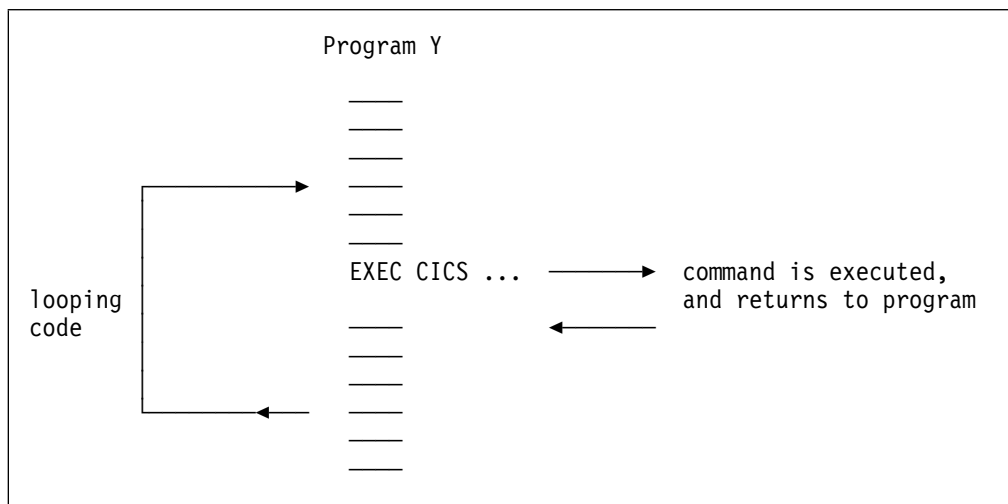 Program Y
EXEC CICS ...
command is executed,
and returns to program
looping
code